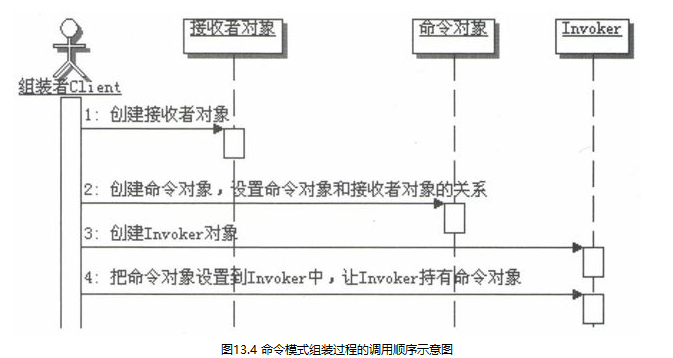 接收者对象
命令对象
Invoker
组装者Client
1: 创建接收者对象
2: 创建命令对象，设置命令对象和接收者对象的关系
3: 创建Invoker对象
4: 把命令对象设置到Invoker中，让Invoker持有命令对象
图13.4 命令模式组装过程的调用顺序示意图